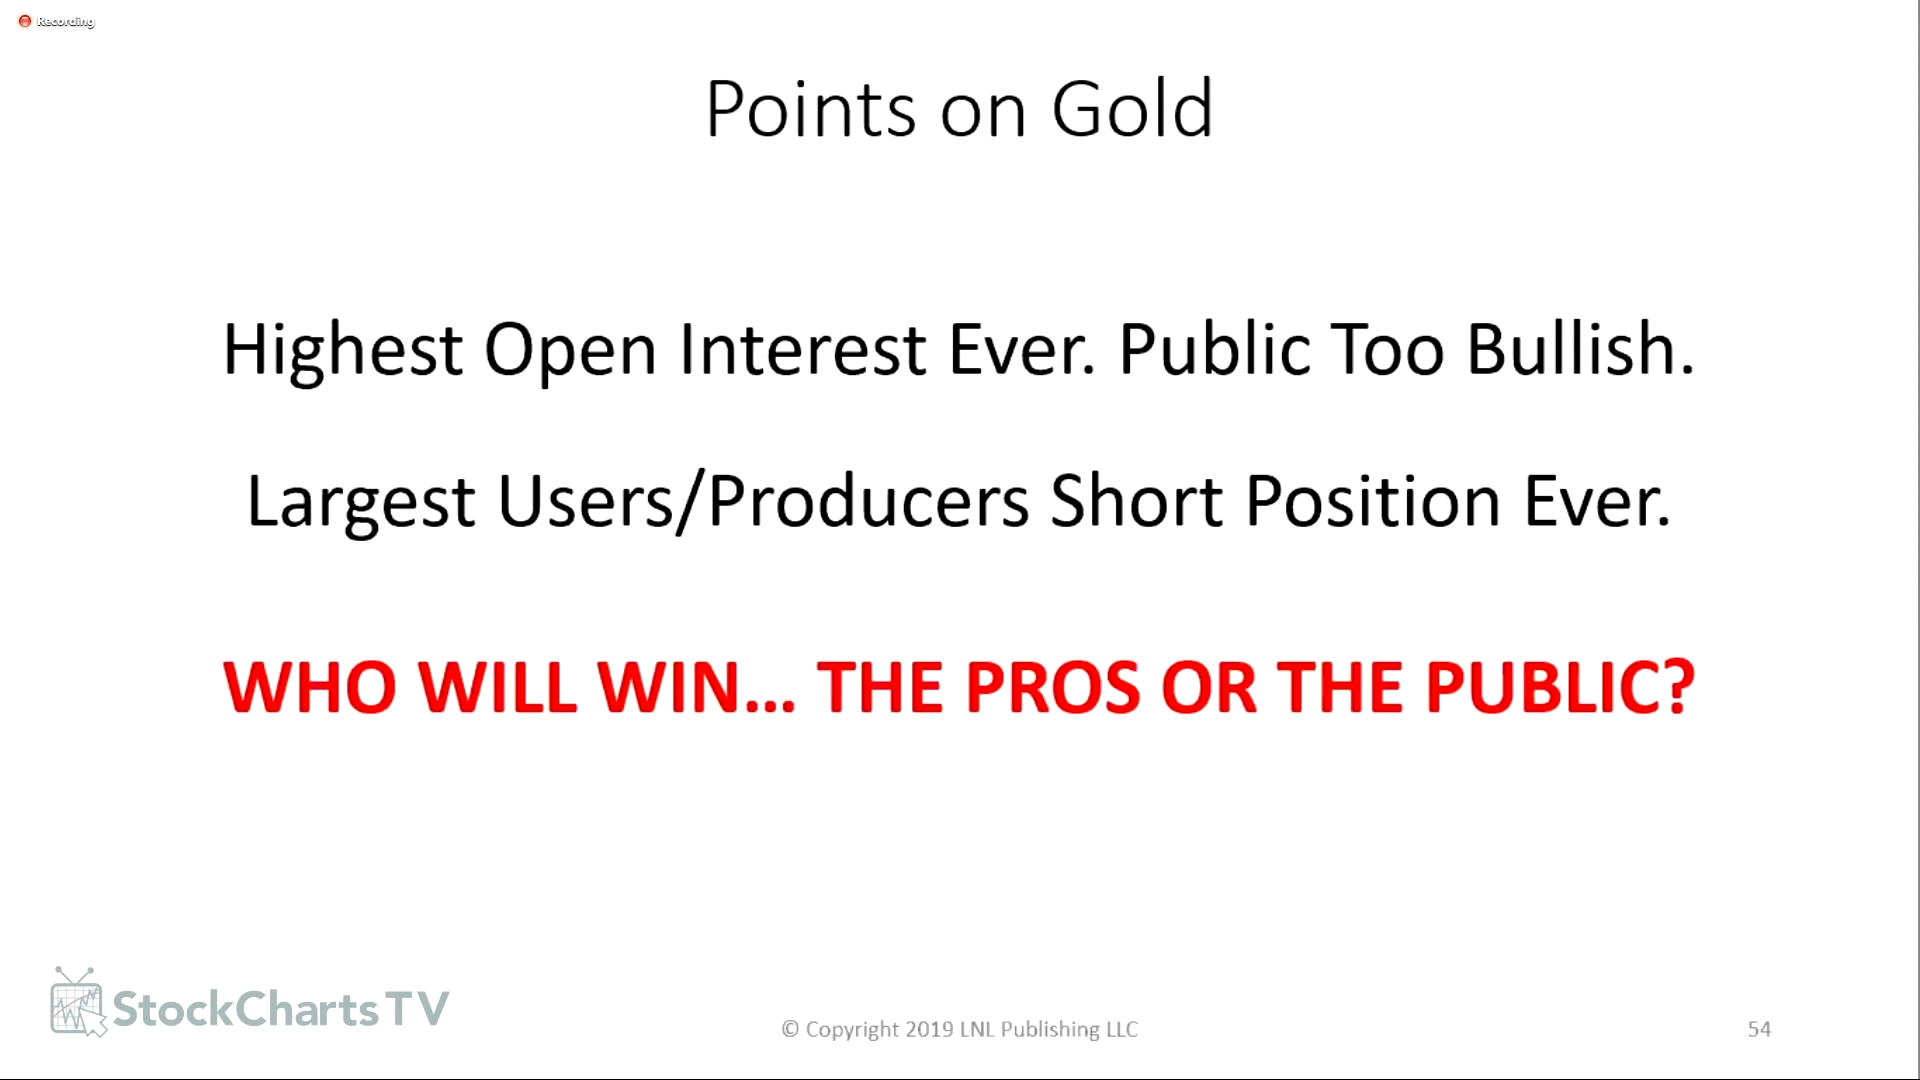 Recording
Points on Gold
Highest Open Interest Ever. Public Too Bullish.
Largest Users/Producers Short Position Ever.
WHO WILL WIN... THE PROS OR THE PUBLIC?
StockCharts TV
© Copyright 2019 LNL Publishing LLC
54